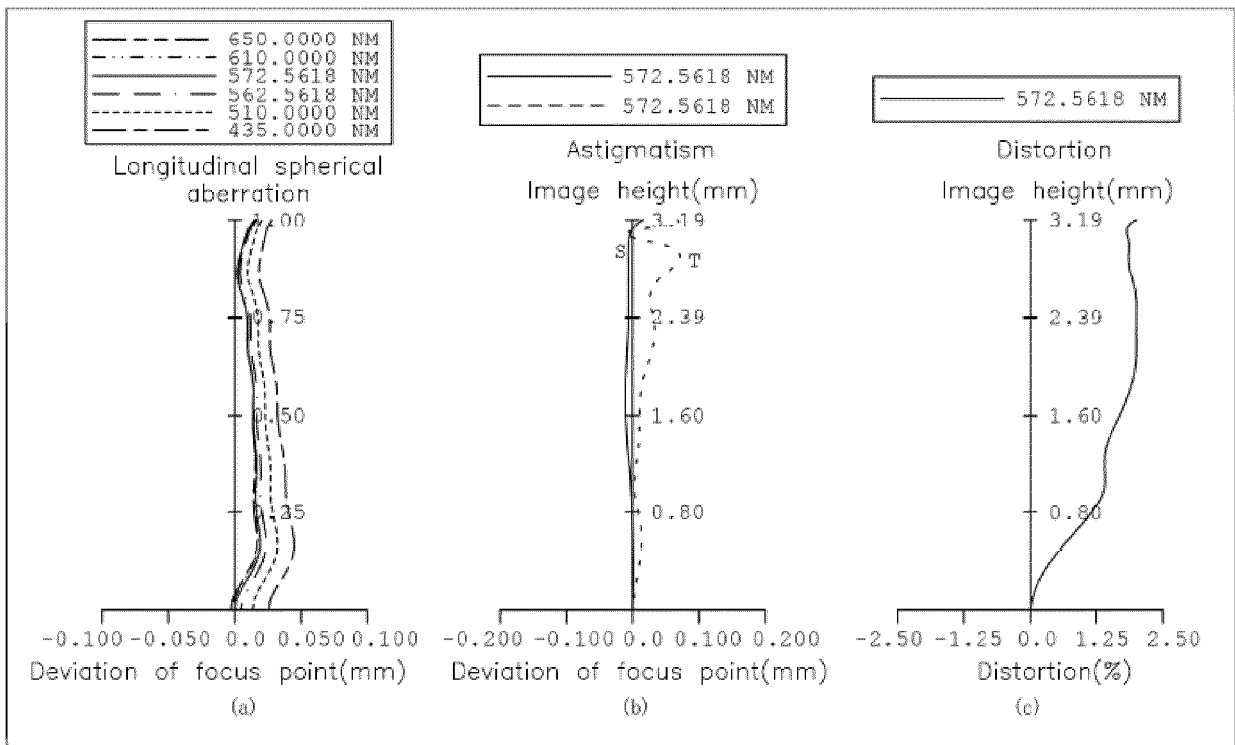 650.0000 NM
610.0000 NM
572.5618 NM
562.5618 NM
510.0000 NM
435.0000 NM
Longitudinal spherical
aberration
1.00
0.75
0.50
0.25
-0.100 -0.050 0.0 0.050 0.100
Deviation of focus point(mm)
(a)
572.5618 NM
572.5618 NM
Astigmatism
Image height(mm)
3.19
S
T
2.39
1.60
0.80
-0.200 -0.100 0.0 0.100 0.200
Deviation of focus point(mm)
(b)
572.5618 NM
Distortion
Image height(mm)
3.19
2.39
1.60
0.80
-2.50 0.0 1.25 2.50
Distortion(%)
(c)